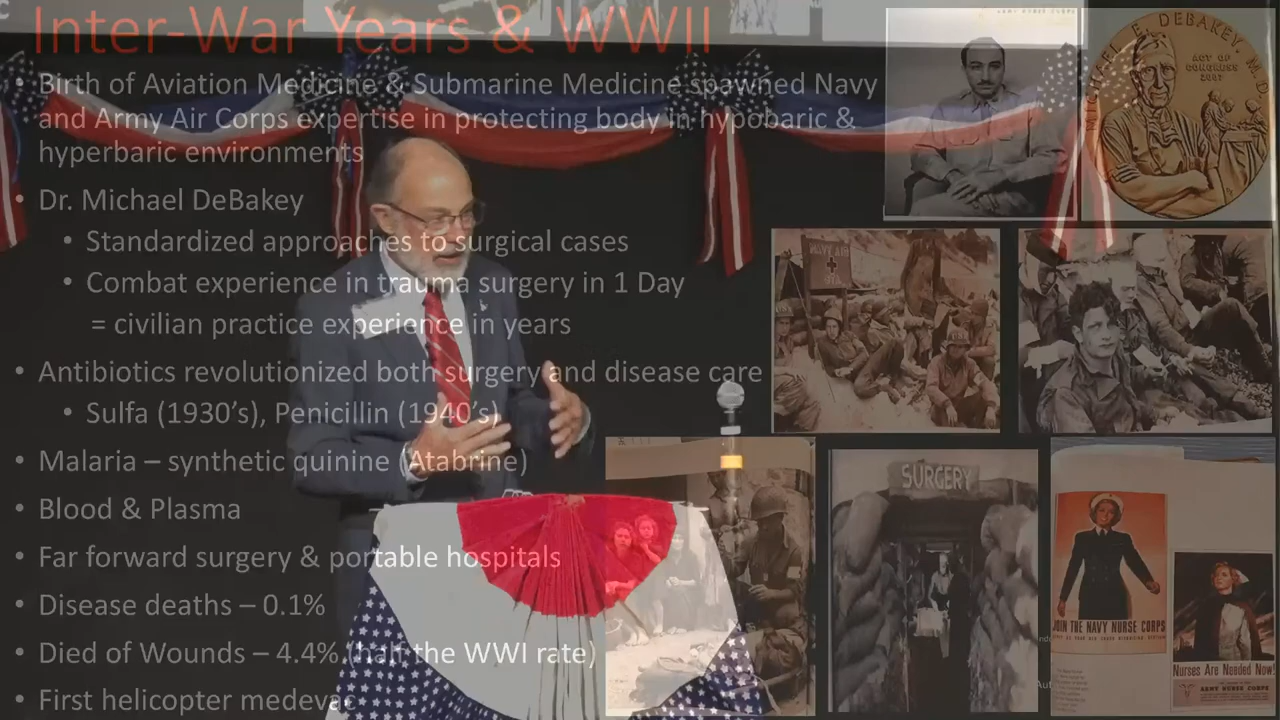 ARMY NURSE CORPS
Inter-War Years & WWII
• Birth of Aviation Medicine & Submarine Medicine spawned Navy
and Army Air Corps expertise in protecting body in hypobaric &
hyperbaric environments
• Dr. Michael DeBakey
• Standardized approaches to surgical cases
• Combat experience in trauma surgery in 1 Day
= civilian practice experience in years
• Antibiotics revolutionized both surgery and disease care
• Sulfa (1930's), Penicillin (1940's)
• Malaria – synthetic quinine (Atabrine)
• Blood & Plasma
• Far forward surgery & portable hospitals
• Disease deaths – 0.1%
• Died of Wounds – 4.4% (half the WWI rate)
• First helicopter medevac
MICHAEL E. DEBAKEY, M.D.
ACT OF
CONGRESS
2007
SURGERY
JOIN THE NAVY NURSE CORPS
Nurses Are Needed Now!
ARMY NURSE CORPS